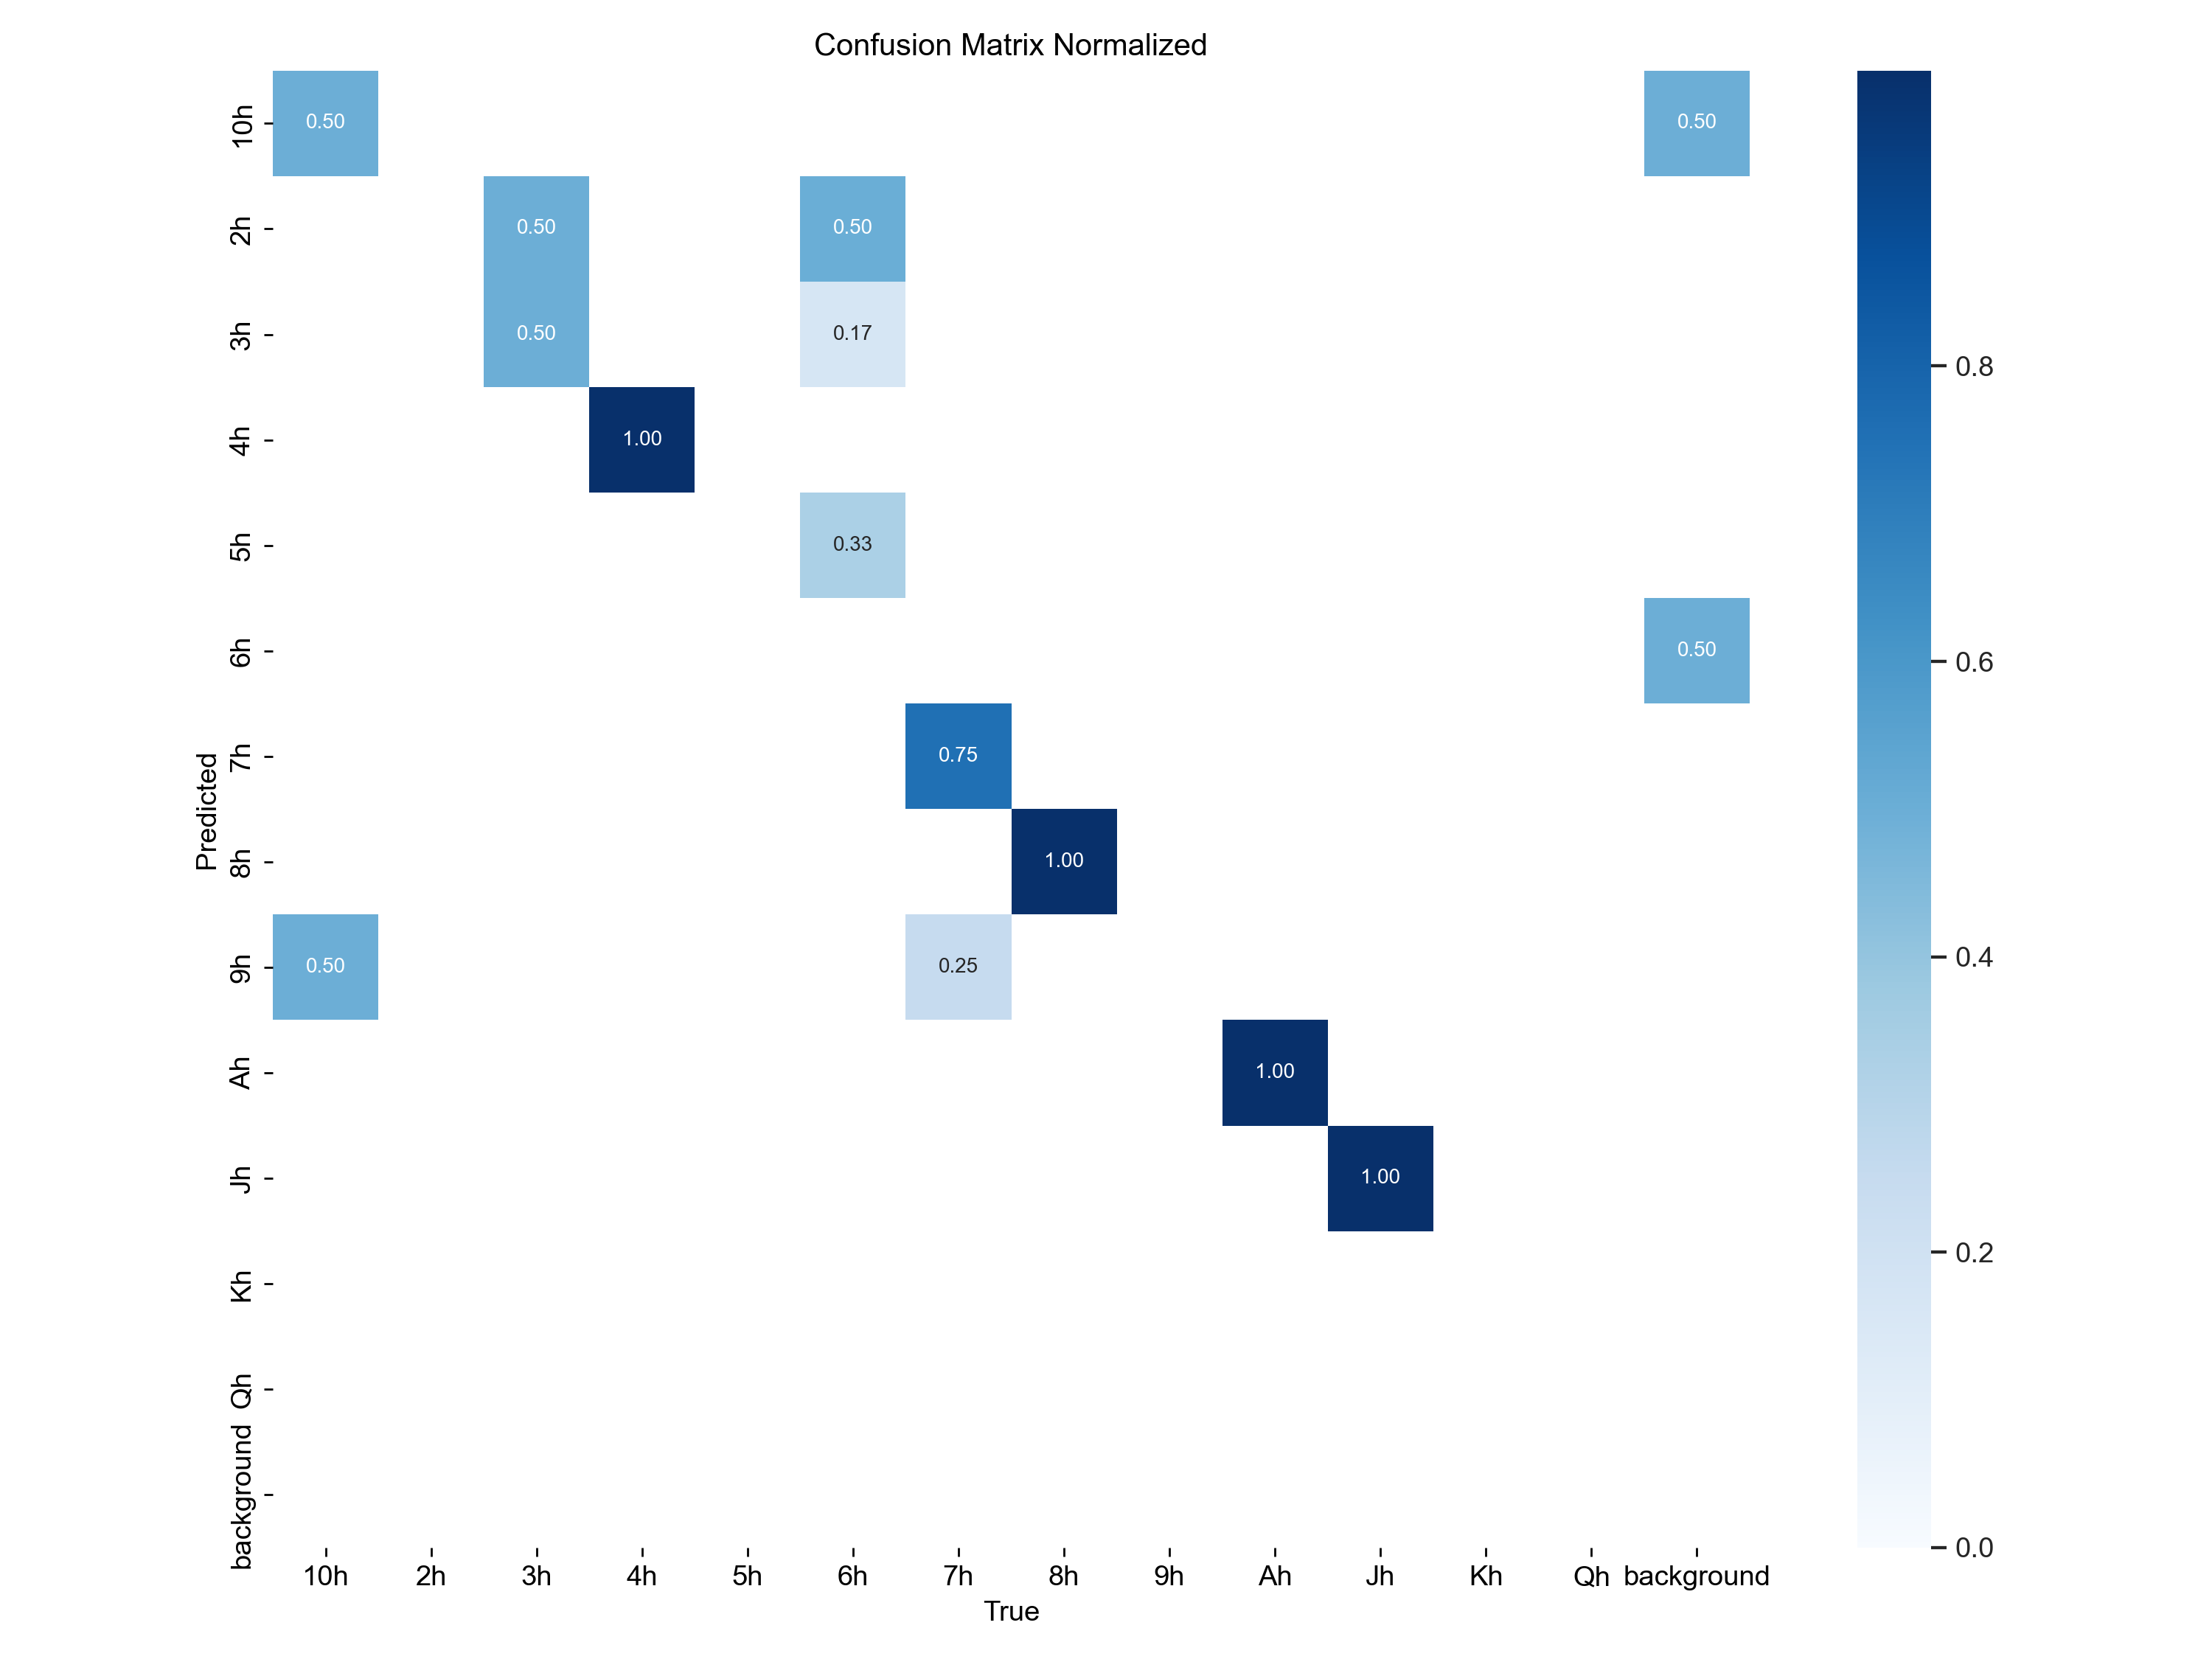 Confusion Matrix Normalized
10h 0.50 0.50
2h 0.50 0.50
3h 0.50 0.17
4h 1.00
5h 0.33
6h 0.50
7h 0.75
8h 1.00
9h 0.50 0.25
Ah 1.00
Jh 1.00
Kh
Qh
background
Predicted
10h 2h 3h 4h 5h 6h 7h 8h 9h Ah Jh Kh Qh background
True
0.8
0.6
0.4
0.2
0.0